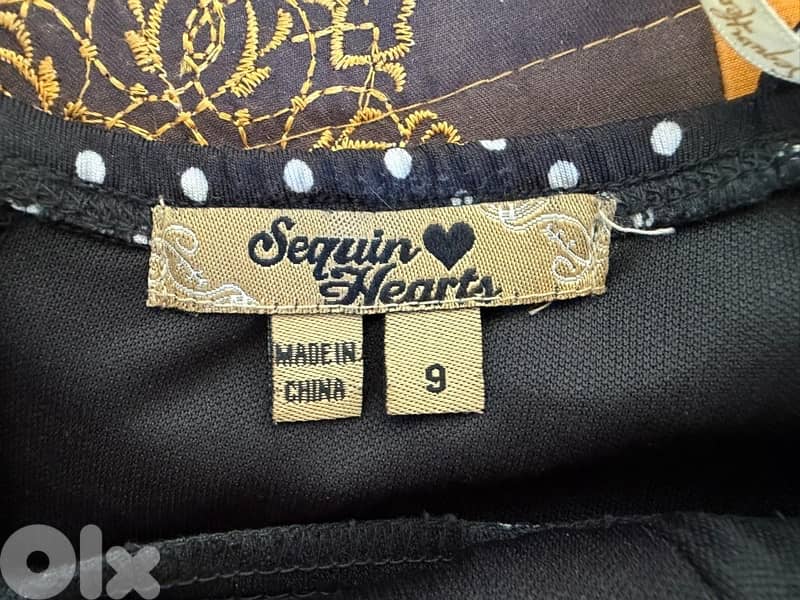 Sequin
Hearts
MADE IN
CHINA
9
olx